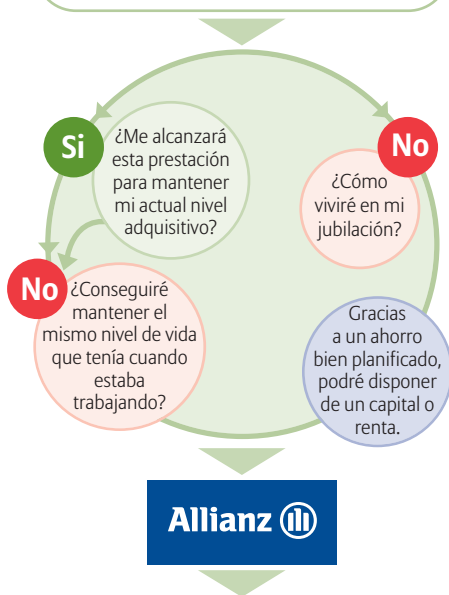 Si
¿Me alcanzará
esta prestación
para mantener
mi actual nivel
adquisitivo?
No
¿Cómo
viviré en mi
jubilación?
No
¿Conseguiré
mantener el
mismo nivel de vida
que tenía cuando
estaba
trabajando?
Gracias
a un ahorro
bien planificado,
podré disponer
de un capital o
renta.
Allianz